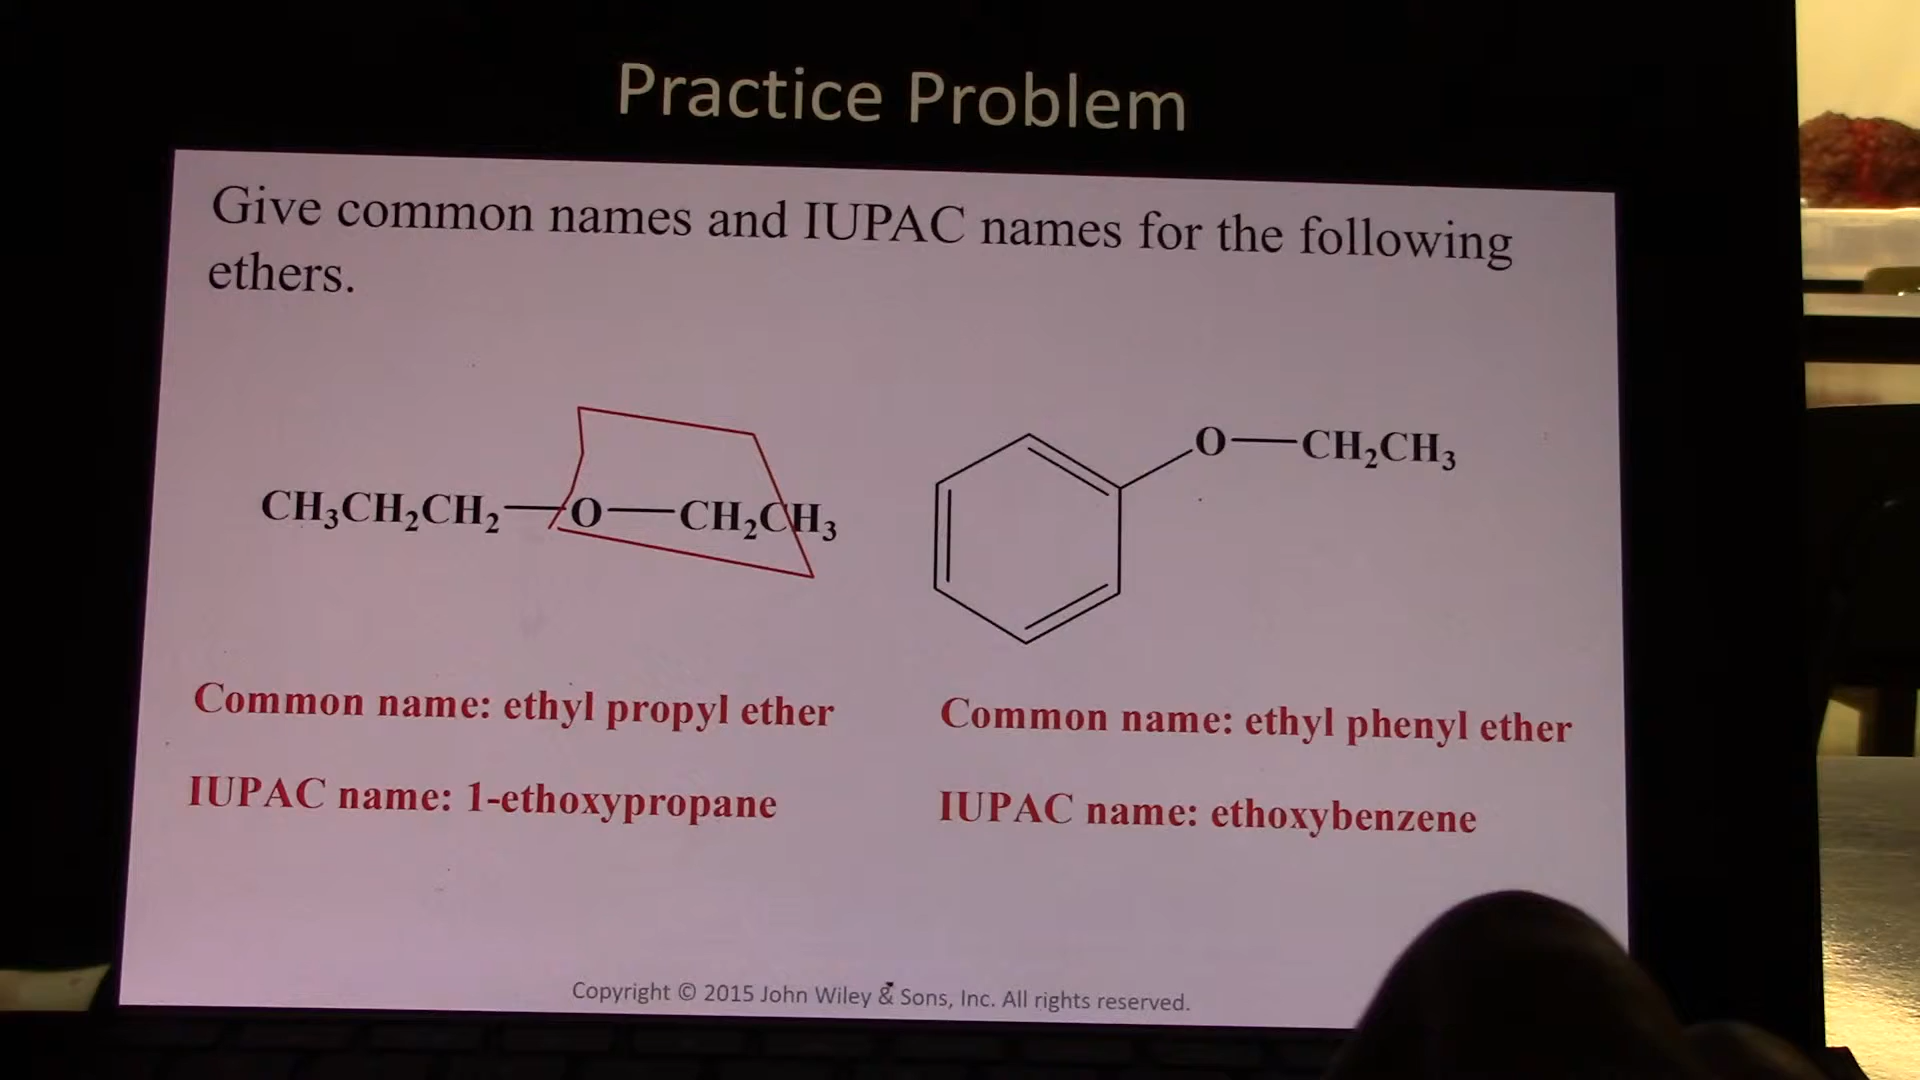 Practice Problem
Give common names and IUPAC names for the following
ethers.
CH₃CH₂CH₂—O—CH₂CH₃
O—CH₂CH₃
Common name: ethyl propyl ether
IUPAC name: 1-ethoxypropane
Common name: ethyl phenyl ether
IUPAC name: ethoxybenzene
Copyright © 2015 John Wiley & Sons, Inc. All rights reserved.